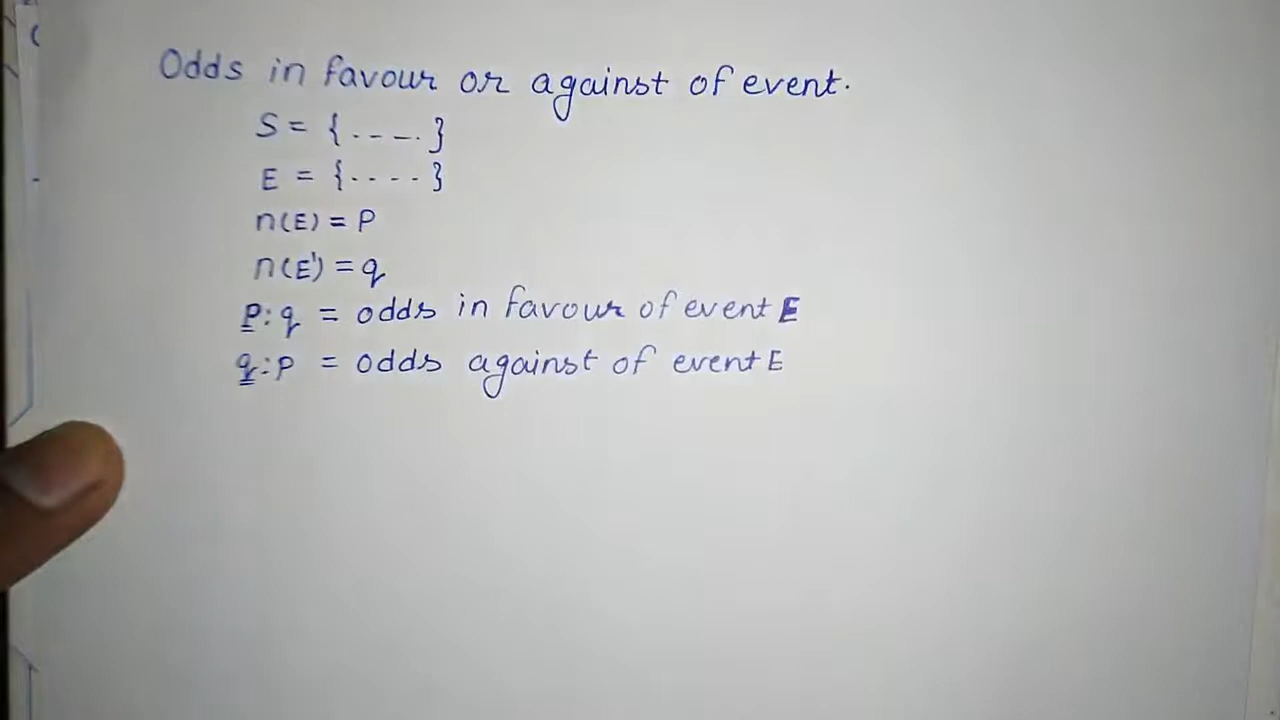 Odds in favour or against of event.
S = {.----.}
E = {----}
n(E) = P
n(E') = q
p:q = odds in favour of event E
q:p = odds against of event E